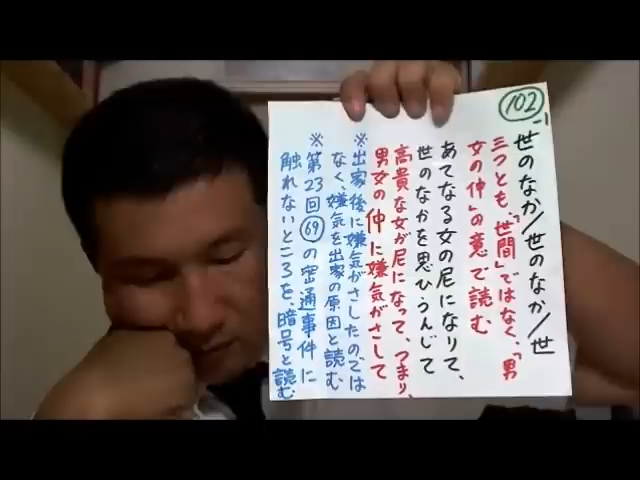 102-1
世のなか/世のなか/世
三つとも「世間」ではなく、「男
女の仲」の意で読む
あてなる女の尼になりて、
世のなかを思ひうんじて
高貴な女が尼になって、つまり、
男女の仲に嫌気がさして
※出家後に嫌気がさしたのでは
なく、嫌気を出家の原因と読む
※第23回69の密通事件に
触れないところを、暗号と読む